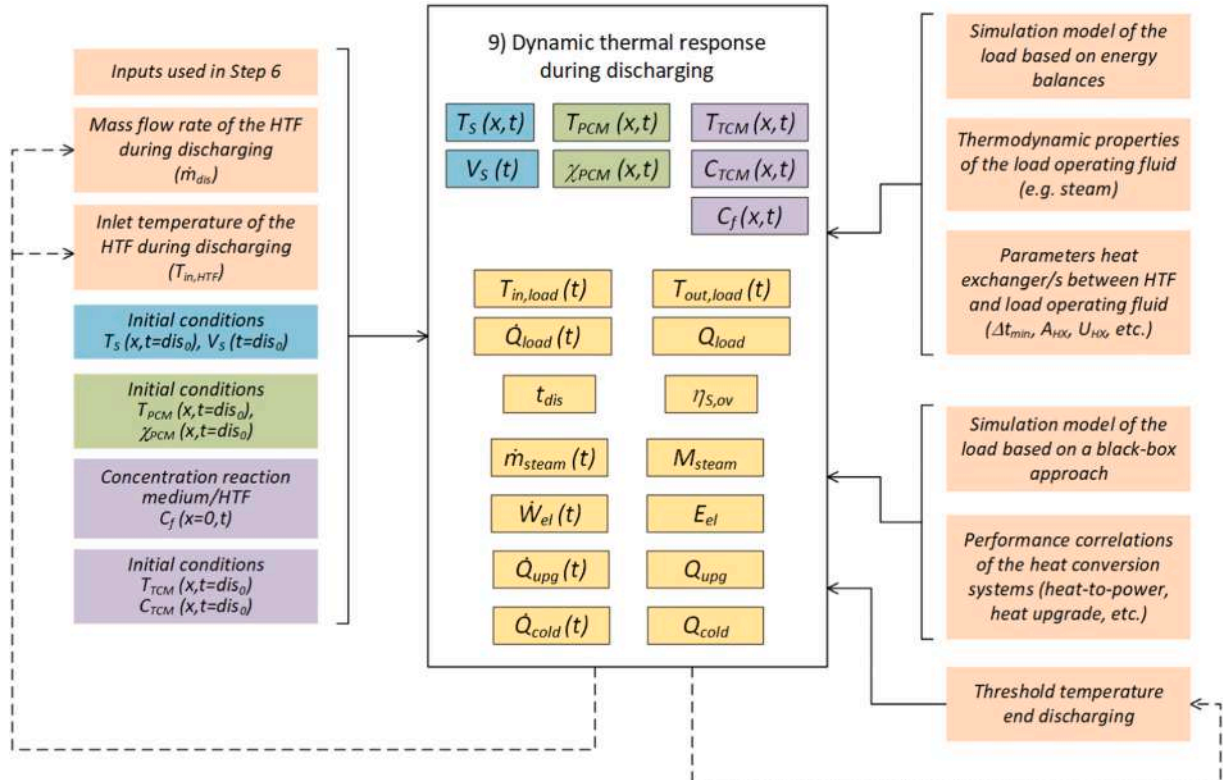 Inputs used in Step 6
Mass flow rate of the HTF
during discharging
(ṁdis)
Inlet temperature of the
HTF during discharging
(Tin,HTF)
Initial conditions
TS (x,t=dis0), VS (t=dis0)
Initial conditions
TPCM (x,t=dis0),
χPCM (x,t=dis0)
Concentration reaction
medium/HTF
Cf (x=0,t)
Initial conditions
TTCM (x,t=dis0)
CTCM (x,t=dis0)
9) Dynamic thermal response
during discharging
TS (x,t) TPCM (x,t) TTCM (x,t)
VS (t) χPCM (x,t) CTCM (x,t)
Cf (x,t)
Tin,load (t) Tout,load (t)
Q̇load (t) Qload
tdis ηS,ov
ṁsteam (t) Msteam
Ẇel (t) Eel
Q̇upg (t) Qupg
Q̇cold (t) Qcold
Simulation model of the
load based on energy
balances
Thermodynamic properties
of the load operating fluid
(e.g. steam)
Parameters heat
exchanger/s between HTF
and load operating fluid
(Δtmin, AHX, UHX, etc.)
Simulation model of the
load based on a black-box
approach
Performance correlations
of the heat conversion
systems (heat-to-power,
heat upgrade, etc.)
Threshold temperature
end discharging